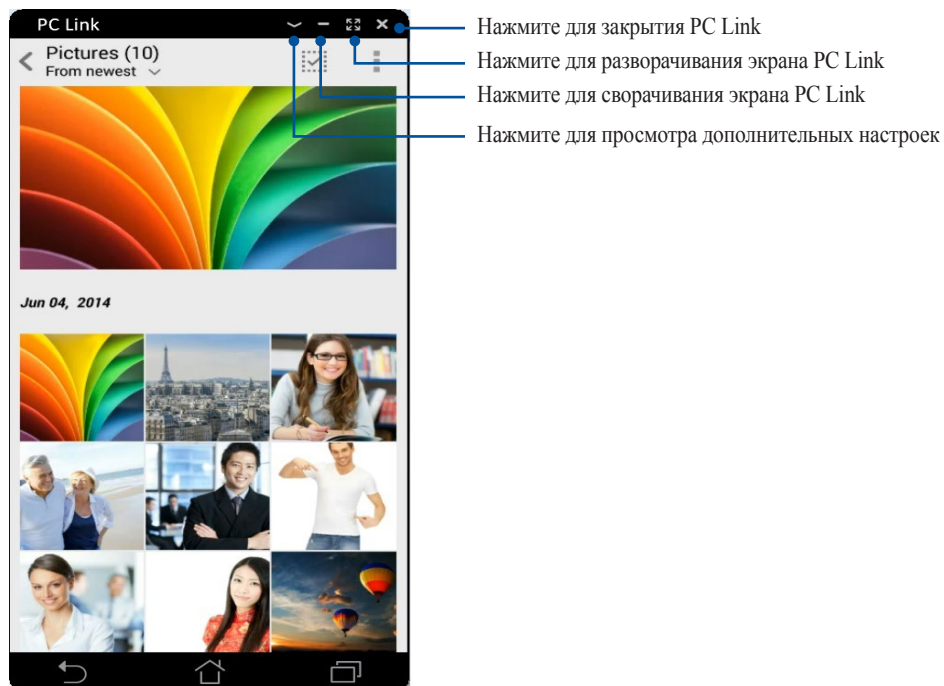 PC Link
Нажмите для закрытия PC Link
Pictures (10)
From newest
Нажмите для разворачивания экрана PC Link
Нажмите для сворачивания экрана PC Link
Нажмите для просмотра дополнительных настроек
Jun 04, 2014